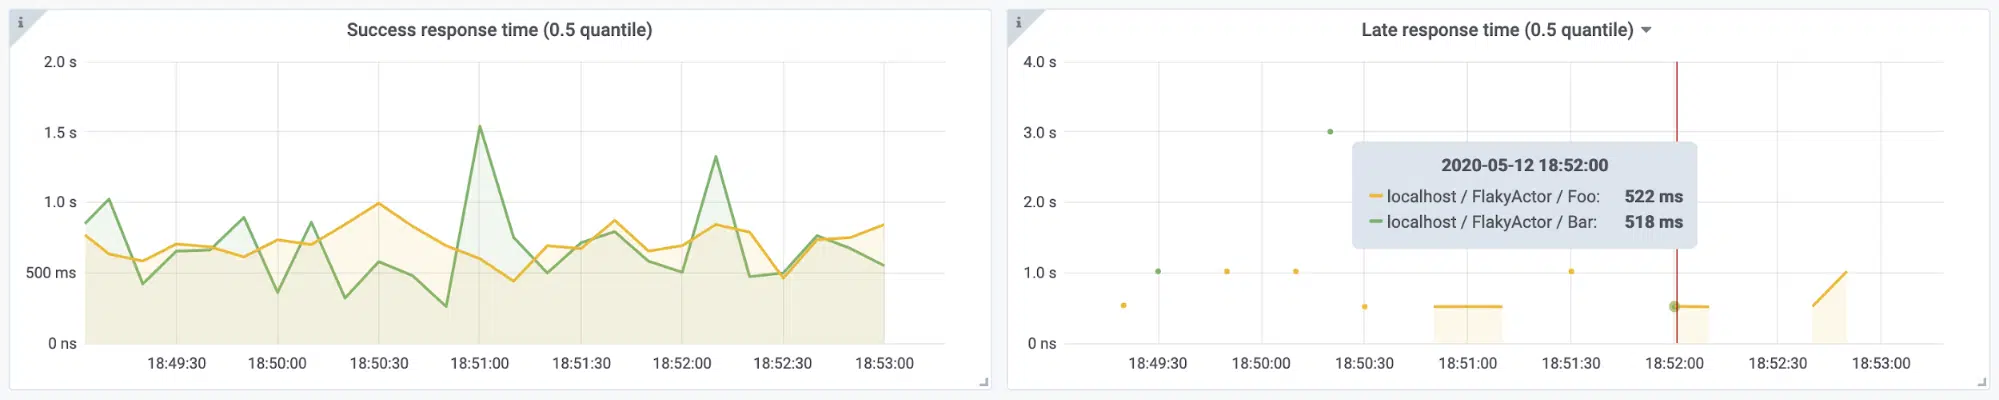 i
Success response time (0.5 quantile)
2.0 s
1.5 s
1.0 s
500 ms
0 ns
18:49:30 18:50:00 18:50:30 18:51:00 18:51:30 18:52:00 18:52:30 18:53:00
i
Late response time (0.5 quantile)
4.0 s
3.0 s
2.0 s
1.0 s
0 ns
2020-05-12 18:52:00
localhost / FlakyActor / Foo: 522 ms
localhost / FlakyActor / Bar: 518 ms
18:49:30 18:50:00 18:50:30 18:51:00 18:51:30 18:52:00 18:52:30 18:53:00